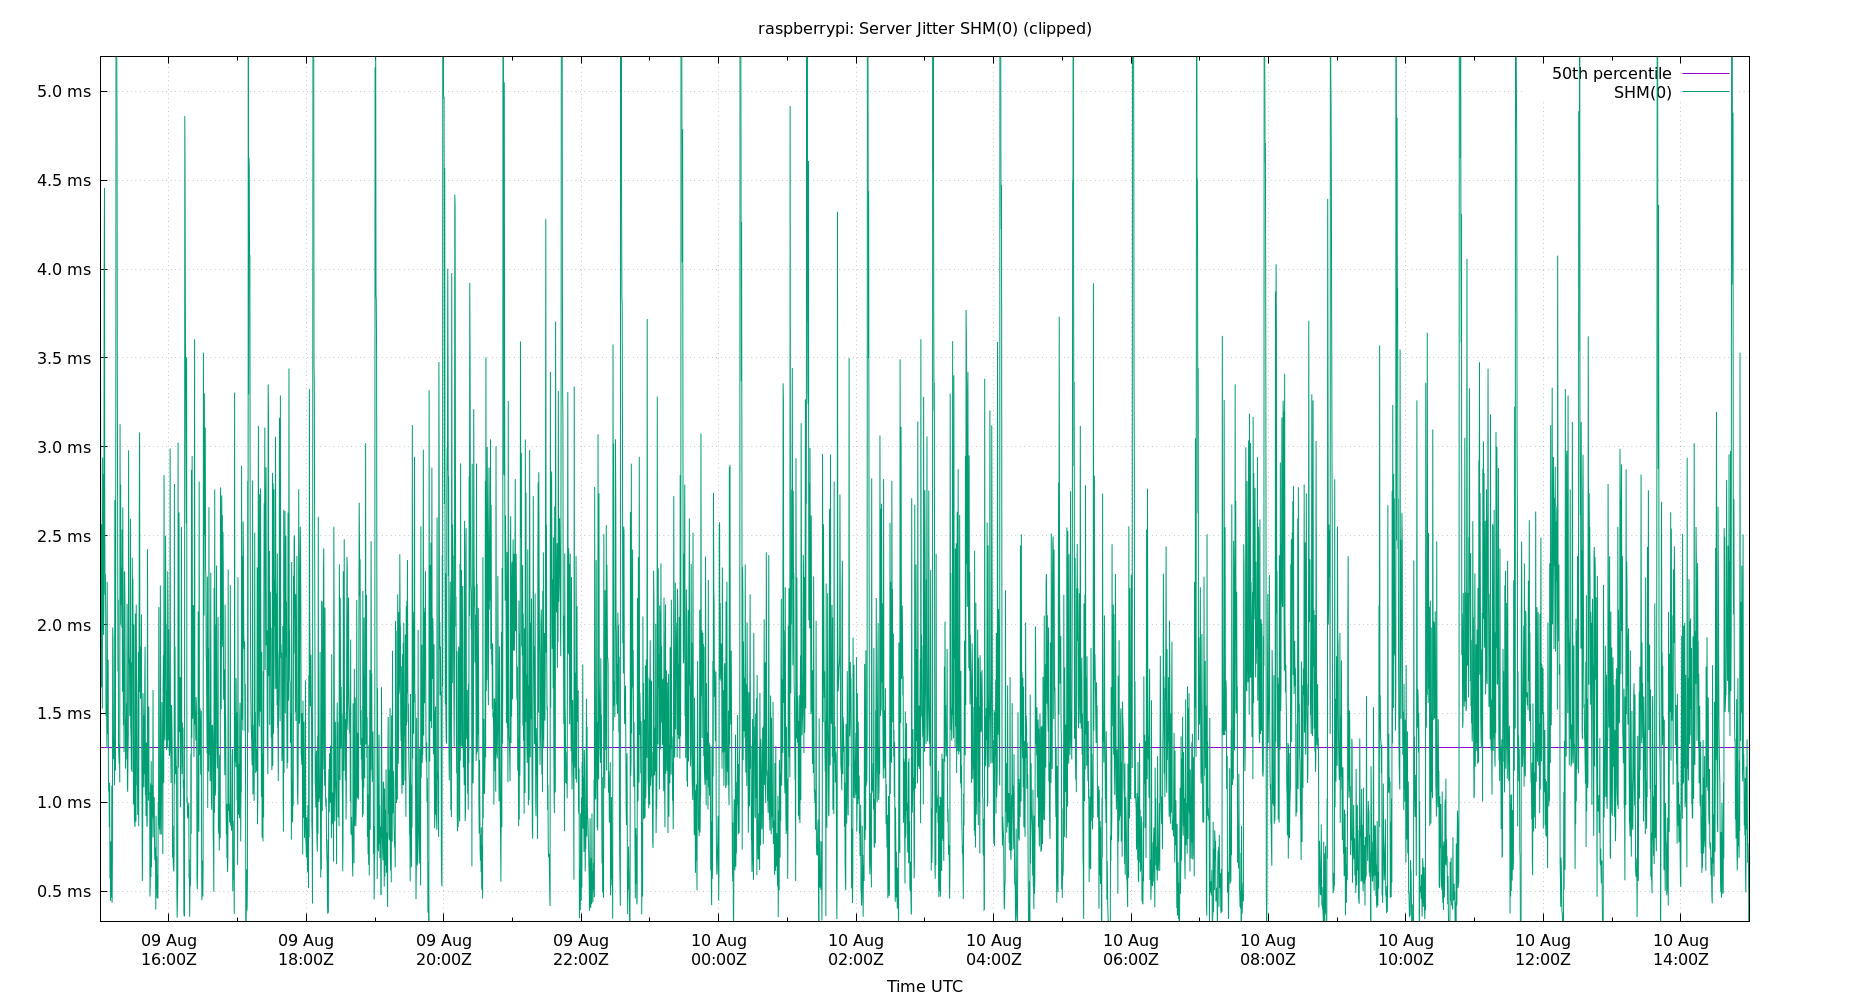 raspberrypi: Server Jitter SHM(0) (clipped)
50th percentile
SHM(0)
5.0 ms
4.5 ms
4.0 ms
3.5 ms
3.0 ms
2.5 ms
2.0 ms
1.5 ms
1.0 ms
0.5 ms
09 Aug 09 Aug 09 Aug 09 Aug 10 Aug 10 Aug 10 Aug 10 Aug 10 Aug 10 Aug 10 Aug 10 Aug
16:00Z 18:00Z 20:00Z 22:00Z 00:00Z 02:00Z 04:00Z 06:00Z 08:00Z 10:00Z 12:00Z 14:00Z
Time UTC